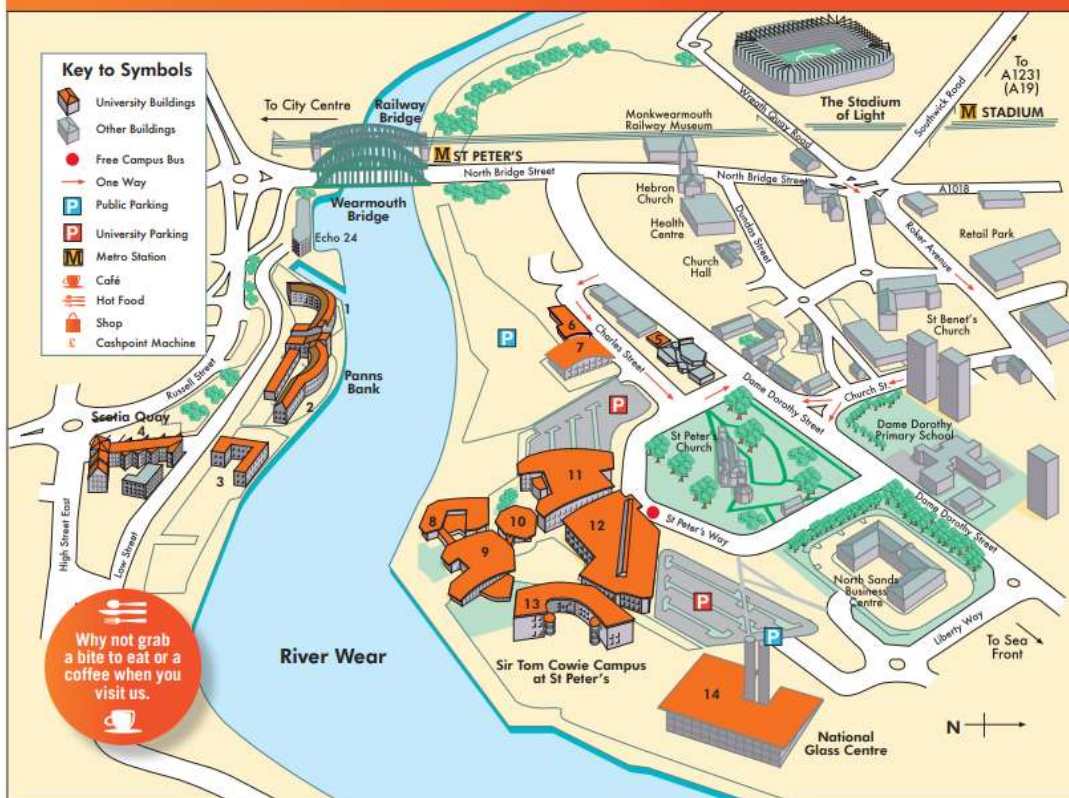 Key to Symbols
University Buildings
Other Buildings
Free Campus Bus
One Way
P
Public Parking
P
University Parking
M
Metro Station
Café
Hot Food
Shop
£
Cashpoint Machine
To City Centre
Railway
Bridge
M ST PETER'S
North Bridge Street
Wearmouth
Bridge
Echo 24
Monkwearmouth
Railway Museum
Wreath Quay Road
The Stadium
of Light
Southwick Road
To
A1231
(A19)
M STADIUM
North Bridge Street
A1018
Hebron
Church
Health
Centre
Church
Hall
Dundas Street
Roker Avenue
Retail Park
St Benet's
Church
1
Panns
Bank
2
Russell Street
Scotia Quay
4
3
High Street East
Low Street
P
6
7
Charles Street
5
P
Dame Dorothy Street
Church St
Dame Dorothy
Primary School
St Peter's
Church
11
8
10
12
9
13
St Peter's Way
Dame Dorothy Street
North Sands
Business
Centre
P
P
Liberty Way
To Sea
Front
Why not grab
a bite to eat or a
coffee when you
visit us.
River Wear
Sir Tom Cowie Campus
at St Peter's
14
National
Glass Centre
N